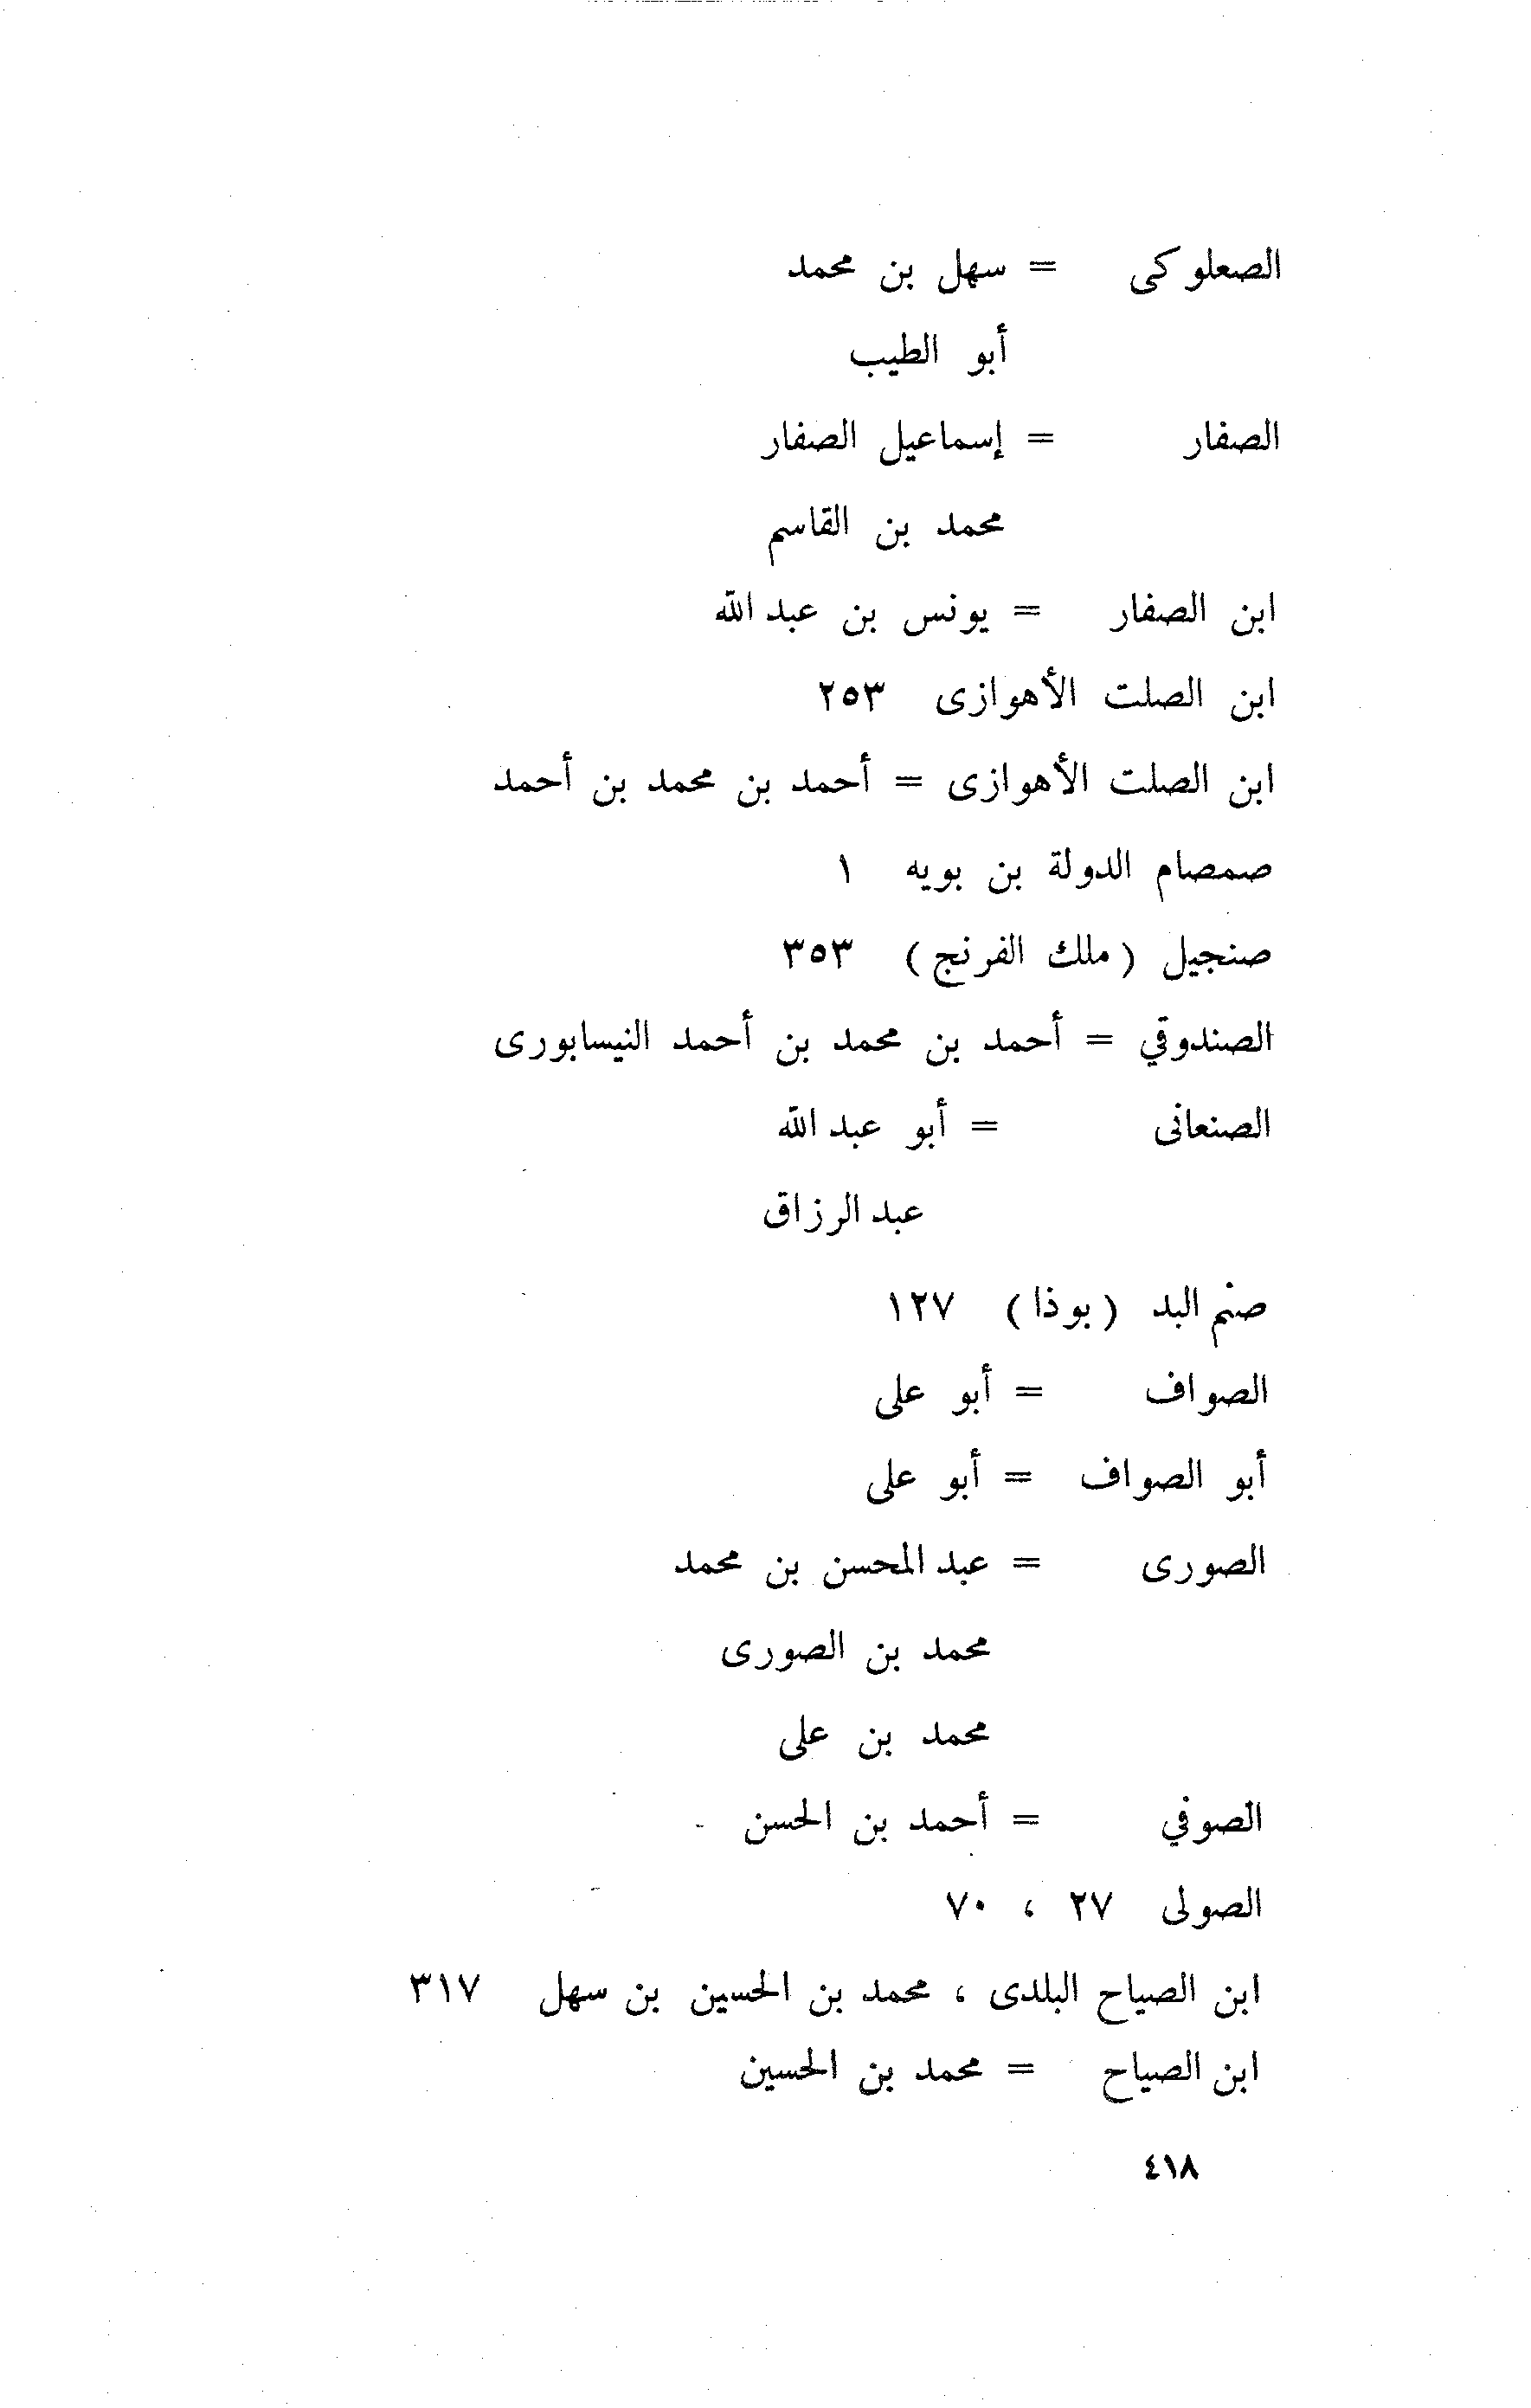 الصعلوكى = سهل بن محمد
أبو الطيب
الصفار = إسماعيل الصفار
محمد بن القاسم
ابن الصفار = يونس بن عبد الله
ابن الصلت الأهوازى ٢٥٣
ابن الصلت الأهوازى = أحمد بن محمد بن أحمد
صمصام الدولة بن بويه ١
صنجيل (ملك الفرنج) ٣٥٣
الصندوقي = أحمد بن محمد بن أحمد النيسابورى
الصنعانى = أبو عبد الله
عبد الرزاق
صنم البد (بوذا) ١٢٧
الصواف = أبو على
أبو الصواف = أبو على
الصورى = عبد المحسن بن محمد
محمد بن الصورى
محمد بن على
الصوفي = أحمد بن الحسن
الصولى ٢٧ ، ٧٠
ابن الصياح البلدى ، محمد بن الحسين بن سهل ٣١٧
ابن الصياح = محمد بن الحسين
٤١٨